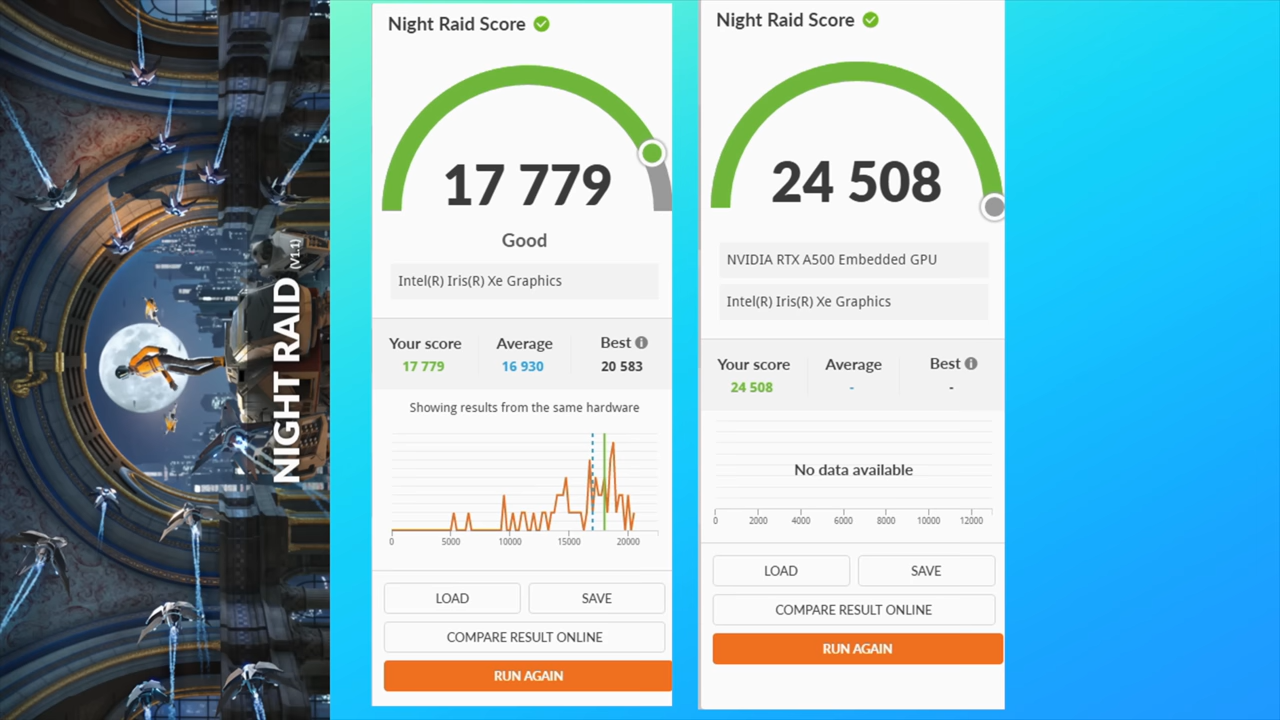 NIGHT RAID (V1.1)
Night Raid Score
17 779
Good
Intel(R) Iris(R) Xe Graphics
Your score Average Best
17 779 16 930 20 583
Showing results from the same hardware
0 5000 10000 15000 20000
LOAD SAVE
COMPARE RESULT ONLINE
RUN AGAIN
Night Raid Score
24 508
NVIDIA RTX A500 Embedded GPU
Intel(R) Iris(R) Xe Graphics
Your score Average Best
24 508 - -
No data available
0 2000 4000 6000 8000 10000 12000
LOAD SAVE
COMPARE RESULT ONLINE
RUN AGAIN